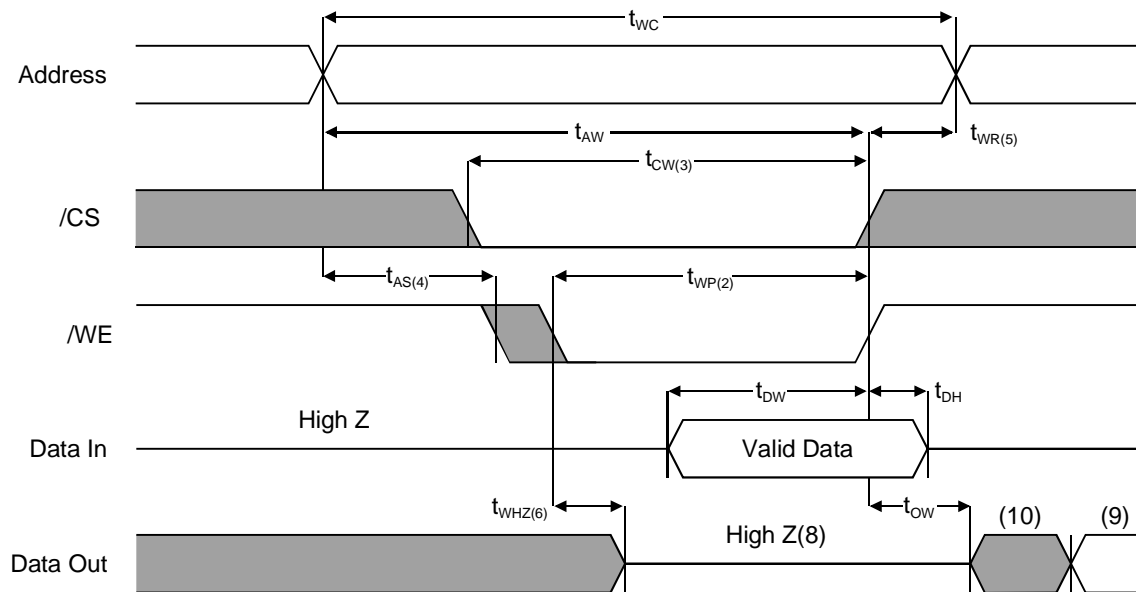 tWC
Address
tAW
tWR(5)
tCW(3)
/CS
tAS(4)
tWP(2)
/WE
tDW
tDH
High Z
Data In
Valid Data
tWHZ(6)
tOW
(10)
(9)
High Z(8)
Data Out